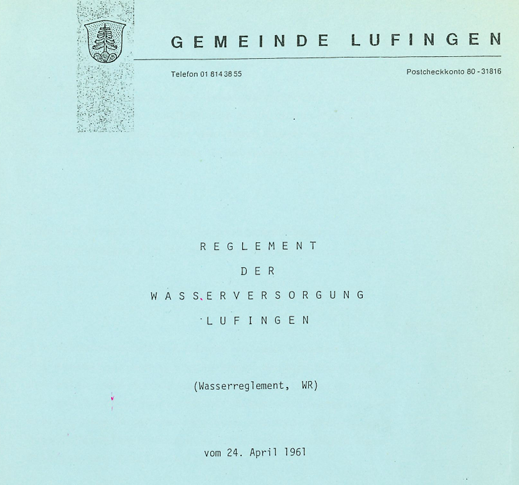 GEMEINDE LUFINGEN
Telefon 01 814 38 55
Postcheckkonto 80-31816
REGLEMENT
DER
WASSERVERSORGUNG
LUFINGEN
(Wasserreglement, WR)
vom 24. April 1961